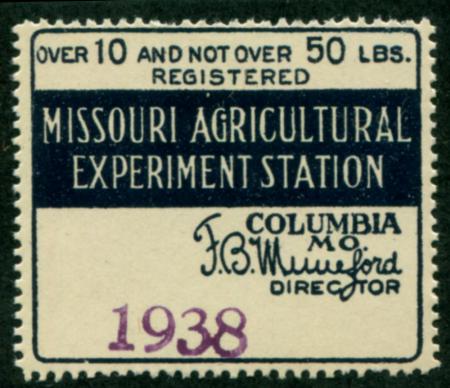 OVER 10 AND NOT OVER 50 LBS.
REGISTERED
MISSOURI AGRICULTURAL
EXPERIMENT STATION
COLUMBIA
MO.
F.B. Mumford
DIRECTOR
1938